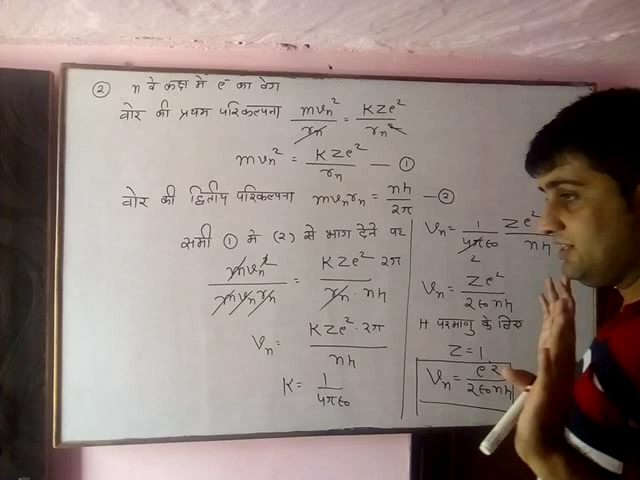 ② n वे कक्ष मे e⁻ का वेग
बोर की प्रथम परिकल्पना mvₙ²/rₙ = KZe²/rₙ²
mvₙ² = KZe²/rₙ — ①
बोर की द्वितीय परिकल्पना mvₙrₙ = nh/2π — ②
समी ① मे (2) से भाग देने पर
mvₙ²/mvₙrₙ = KZe² 2π/rₙ · nh
vₙ = KZe² · 2π/nh
K = 1/4πε₀
vₙ = 1/4πε₀ Ze² /nh
2
vₙ = Ze²/2ε₀nh
H परमाणु के लिए
Z = 1
vₙ = e2/2ε₀nh